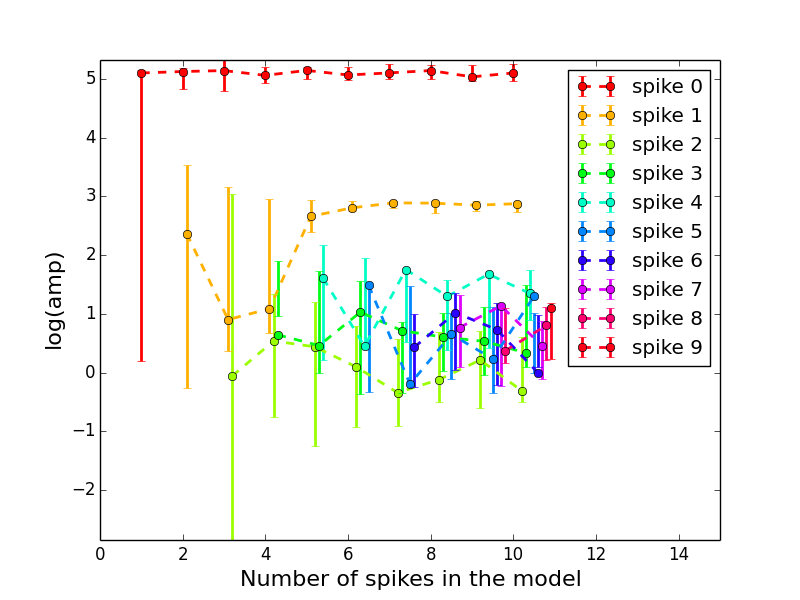 5
4
3
2
1
0
−1
−2
0 2 4 6 8 10 12 14
log(amp)
Number of spikes in the model
spike 0
spike 1
spike 2
spike 3
spike 4
spike 5
spike 6
spike 7
spike 8
spike 9